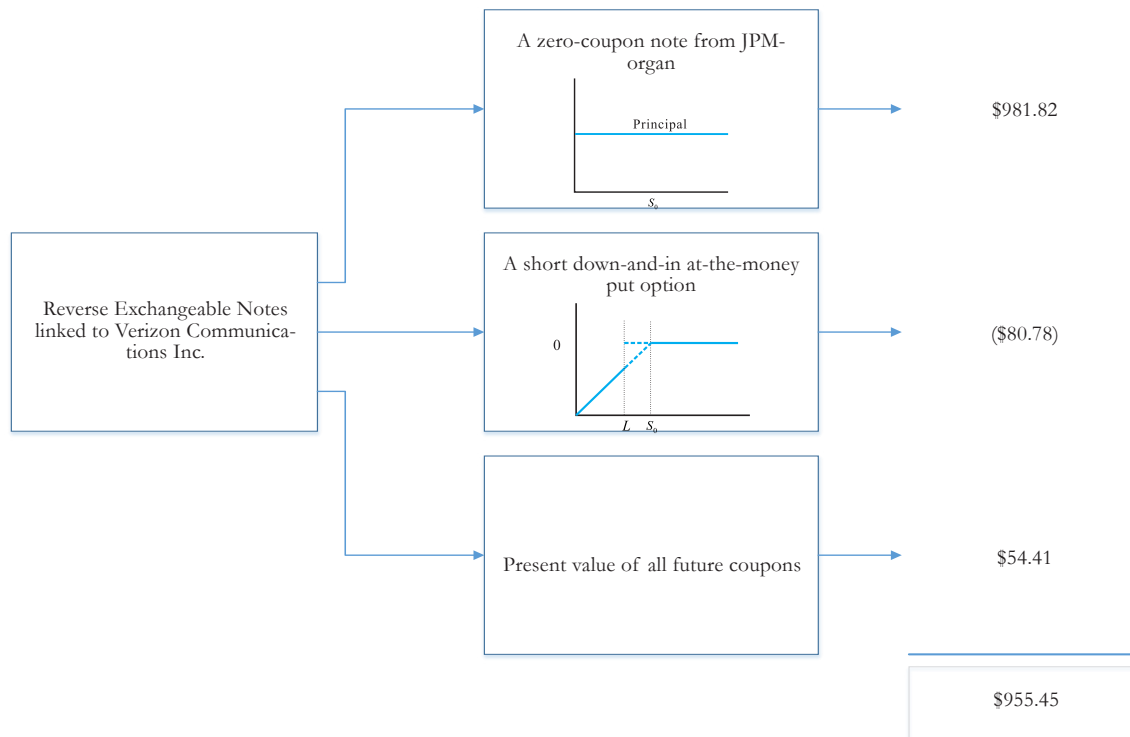 A zero-coupon note from JPM-
organ
Principal
S₀
$981.82
Reverse Exchangeable Notes
linked to Verizon Communica-
tions Inc.
A short down-and-in at-the-money
put option
0
L S₀
($80.78)
Present value of all future coupons
$54.41
$955.45